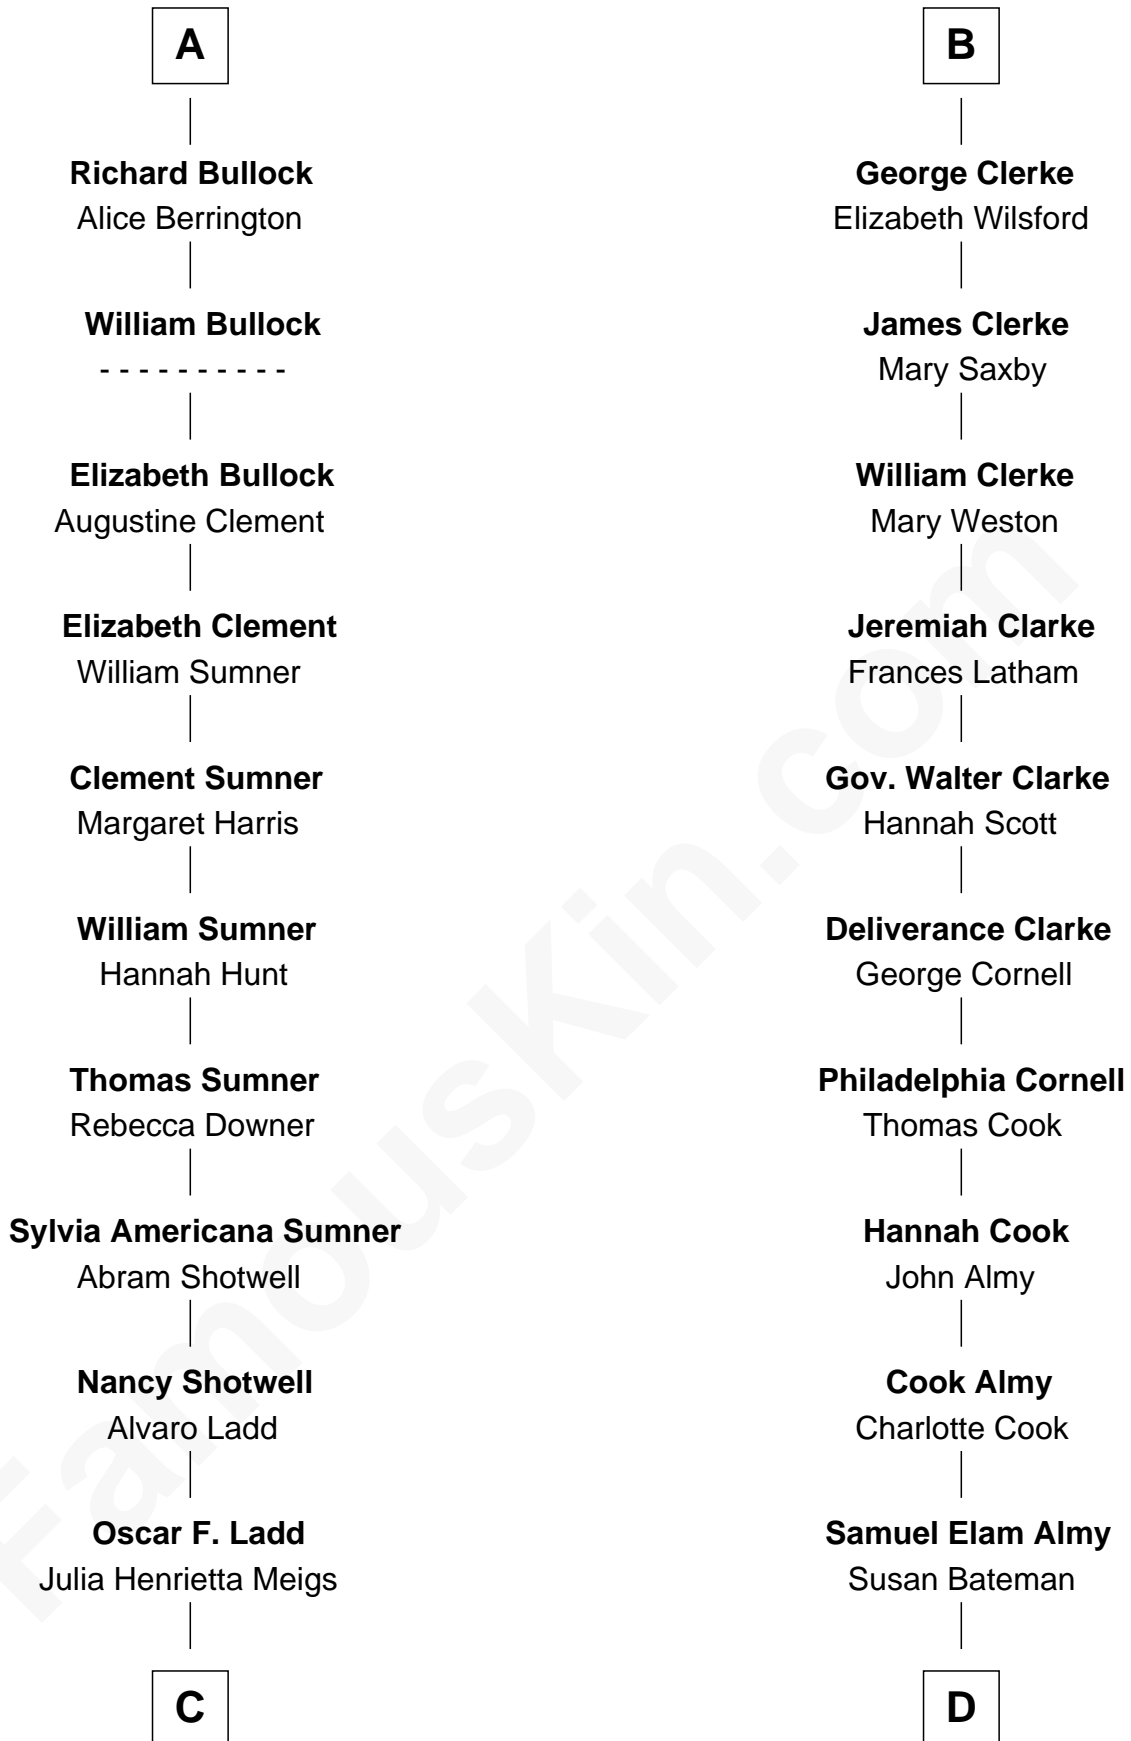 A
Richard Bullock
Alice Berrington
William Bullock
- - - - - - - - - -
Elizabeth Bullock
Augustine Clement
Elizabeth Clement
William Sumner
Clement Sumner
Margaret Harris
William Sumner
Hannah Hunt
Thomas Sumner
Rebecca Downer
Sylvia Americana Sumner
Abram Shotwell
Nancy Shotwell
Alvaro Ladd
Oscar F. Ladd
Julia Henrietta Meigs
C
B
George Clerke
Elizabeth Wilsford
James Clerke
Mary Saxby
William Clerke
Mary Weston
Jeremiah Clarke
Frances Latham
Gov. Walter Clarke
Hannah Scott
Deliverance Clarke
George Cornell
Philadelphia Cornell
Thomas Cook
Hannah Cook
John Almy
Cook Almy
Charlotte Cook
Samuel Elam Almy
Susan Bateman
D
FamousKin.com